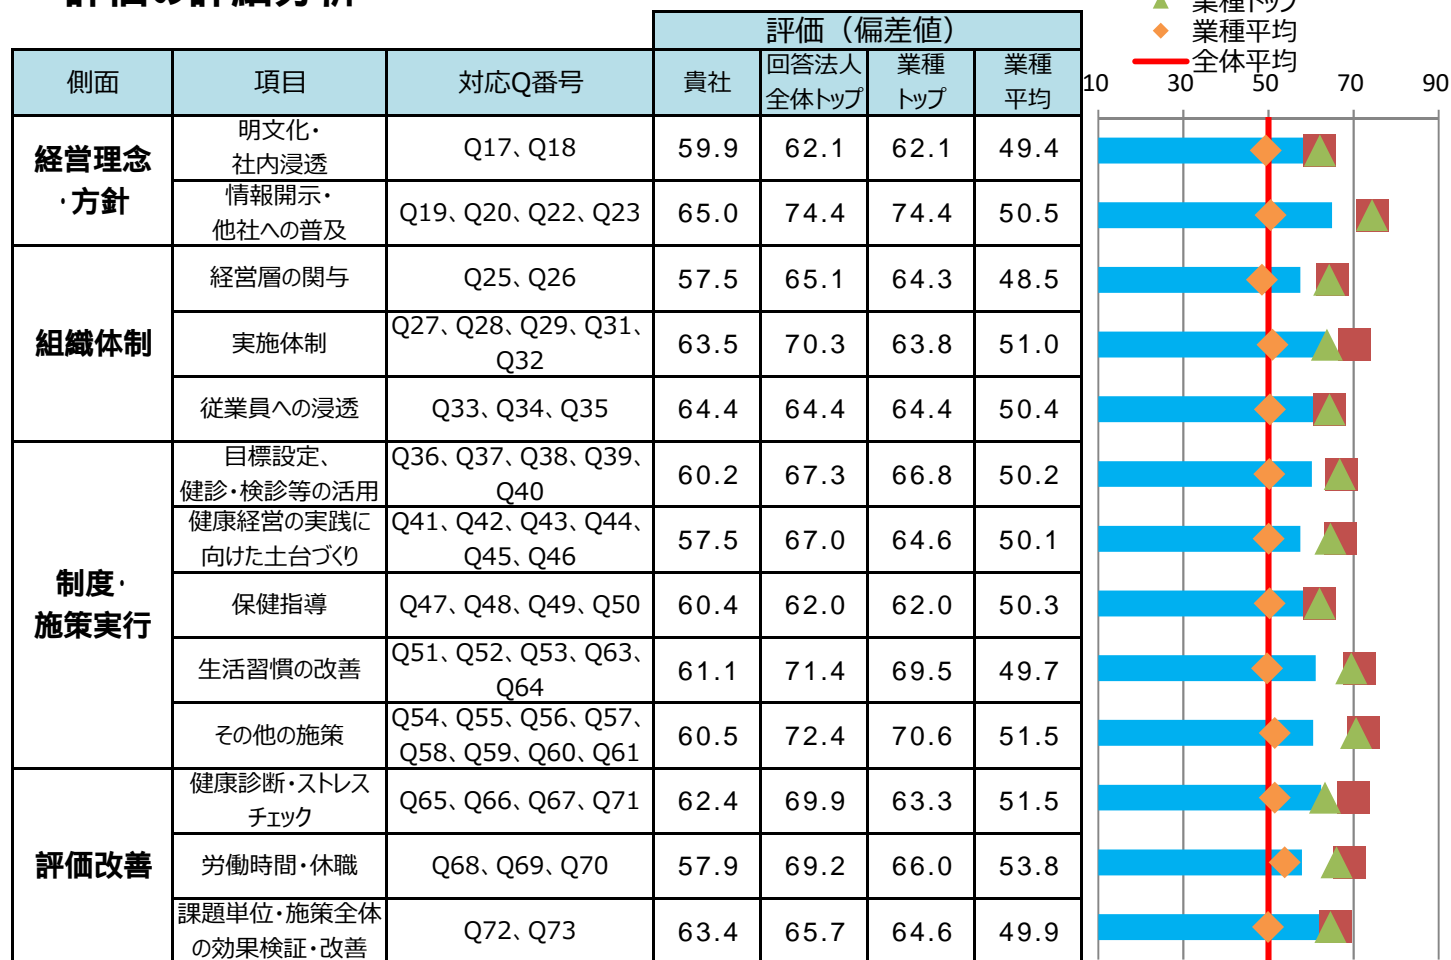 評価の詳細分析
業種トップ
業種平均
全体平均
評価（偏差値）
側面 項目 対応Q番号 貴社 回答法人 業種 業種
全体トップ トップ 平均
10 30 50 70 90
経営理念
・方針
明文化・
社内浸透
Q17、Q18 59.9 62.1 62.1 49.4
情報開示・
他社への普及
Q19、Q20、Q22、Q23 65.0 74.4 74.4 50.5
組織体制
経営層の関与 Q25、Q26 57.5 65.1 64.3 48.5
実施体制
Q27、Q28、Q29、Q31、
Q32
63.5 70.3 63.8 51.0
従業員への浸透 Q33、Q34、Q35 64.4 64.4 64.4 50.4
制度・
施策実行
目標設定、
健診・検診等の活用
Q36、Q37、Q38、Q39、
Q40
60.2 67.3 66.8 50.2
健康経営の実践に
向けた土台づくり
Q41、Q42、Q43、Q44、
Q45、Q46
57.5 67.0 64.6 50.1
保健指導 Q47、Q48、Q49、Q50 60.4 62.0 62.0 50.3
生活習慣の改善
Q51、Q52、Q53、Q63、
Q64
61.1 71.4 69.5 49.7
その他の施策
Q54、Q55、Q56、Q57、
Q58、Q59、Q60、Q61
60.5 72.4 70.6 51.5
評価改善
健康診断・ストレス
チェック
Q65、Q66、Q67、Q71 62.4 69.9 63.3 51.5
労働時間・休職 Q68、Q69、Q70 57.9 69.2 66.0 53.8
課題単位・施策全体
の効果検証・改善
Q72、Q73 63.4 65.7 64.6 49.9